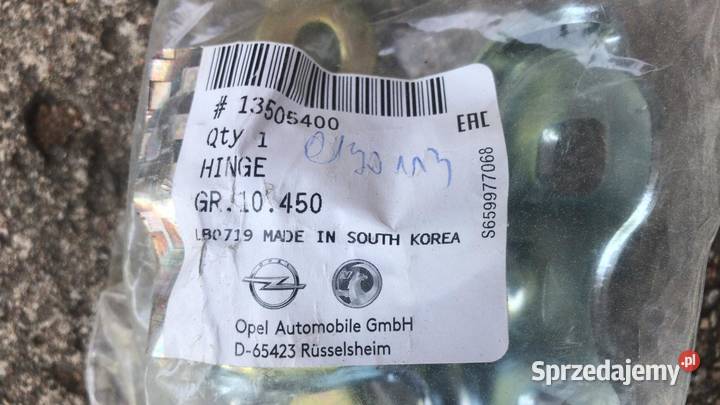 # 13505400
Qty 1
HINGE
GR.10.450
LB0719 MADE IN SOUTH KOREA
Opel Automobile GmbH
D-65423 Rüsselsheim
EAC
S659977068
Sprzedajemy.pl